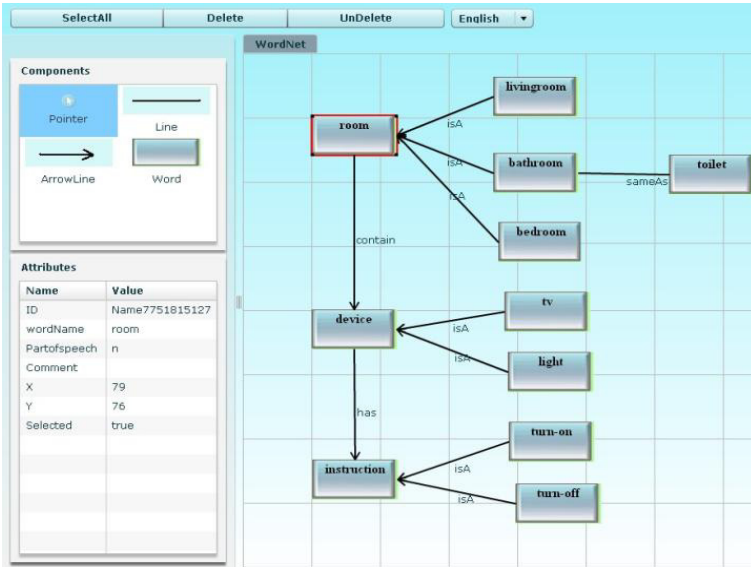 SelectAll Delete UnDelete English
WordNet
Components
Pointer Line
ArrowLine Word
Attributes
Name Value
ID Name7751815127
wordName room
Partofspeech n
Comment
X 79
Y 76
Selected true
livingroom
room
isA
bathroom
toilet
isA
sameAs
isA
bedroom
contain
tv
device
isA
light
isA
has
turn-on
instruction
isA
turn-off
isA